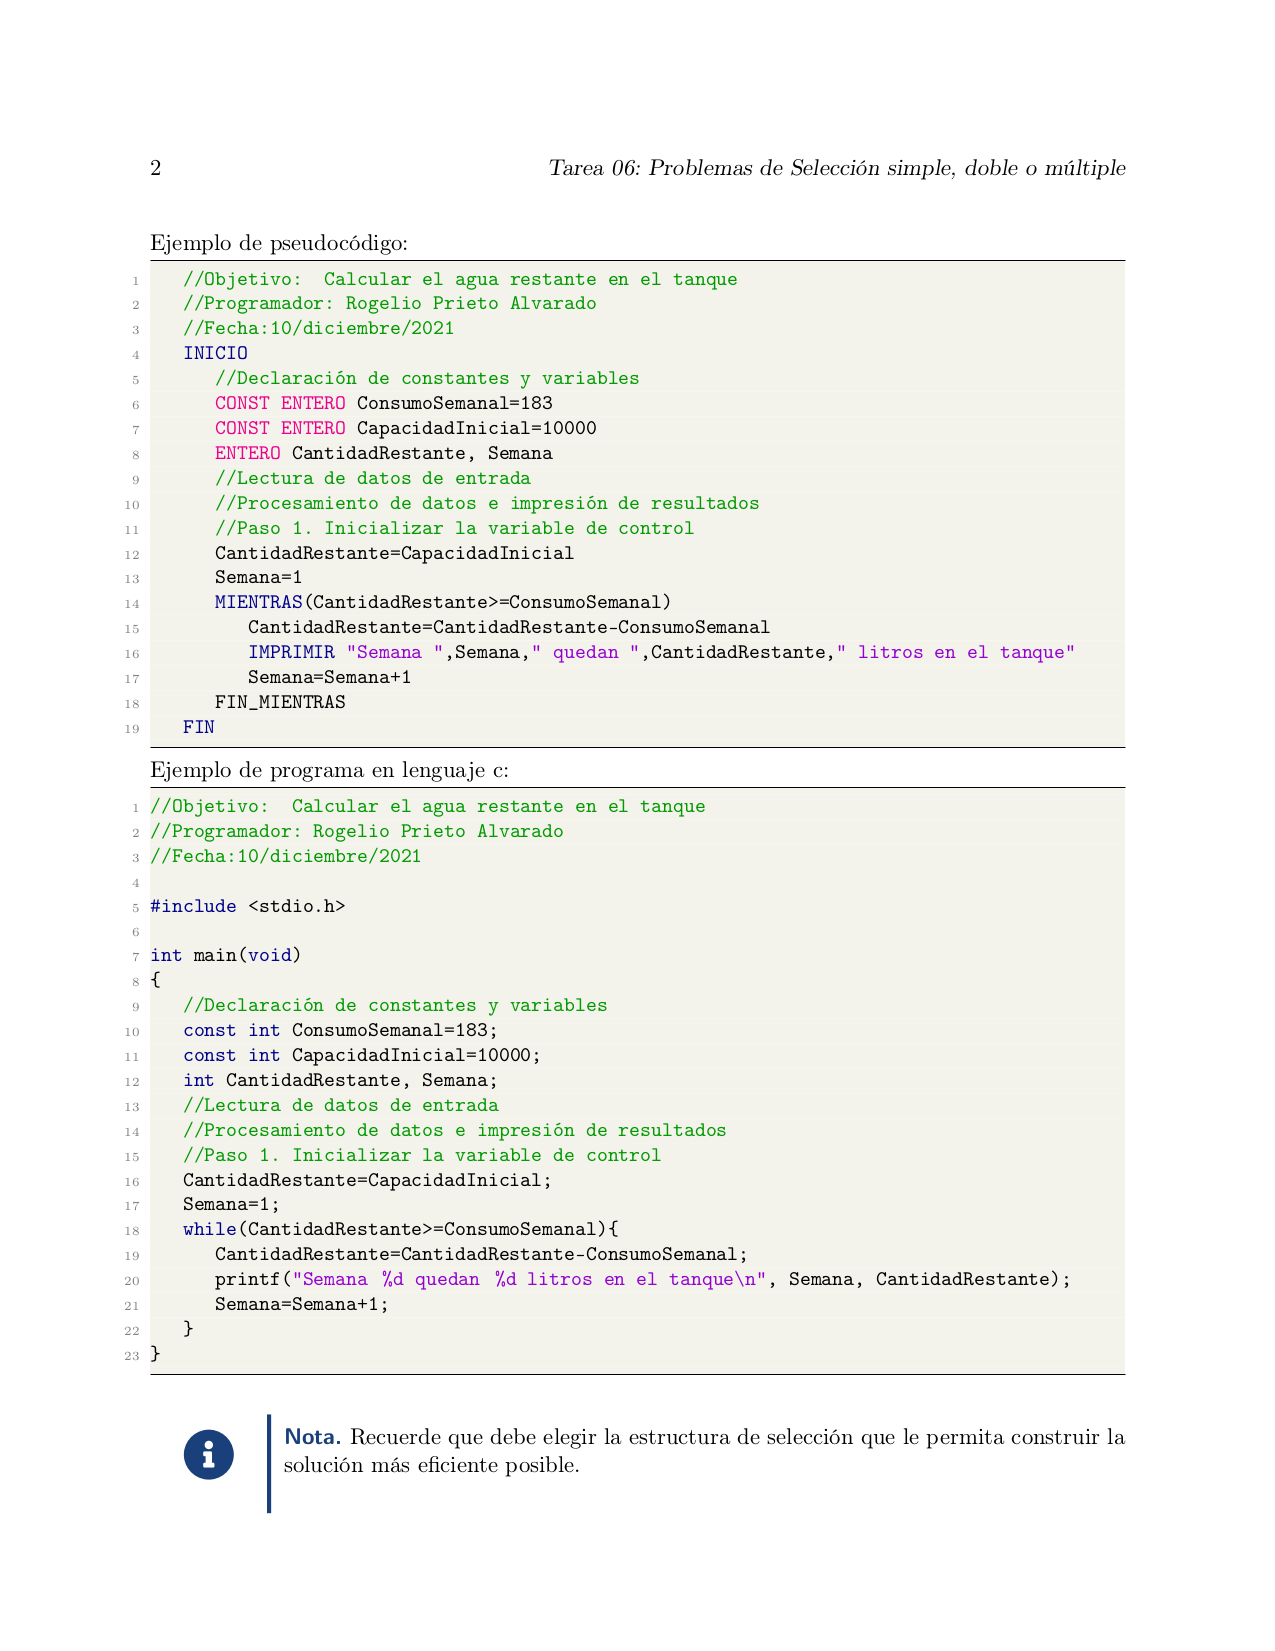 2 Tarea 06: Problemas de Selección simple, doble o múltiple
Ejemplo de pseudocódigo:
1 //Objetivo:  Calcular el agua restante en el tanque
2 //Programador: Rogelio Prieto Alvarado
3 //Fecha:10/diciembre/2021
4 INICIO
5 //Declaración de constantes y variables
6 CONST ENTERO ConsumoSemanal=183
7 CONST ENTERO CapacidadInicial=10000
8 ENTERO CantidadRestante, Semana
9 //Lectura de datos de entrada
10 //Procesamiento de datos e impresión de resultados
11 //Paso 1. Inicializar la variable de control
12 CantidadRestante=CapacidadInicial
13 Semana=1
14 MIENTRAS(CantidadRestante>=ConsumoSemanal)
15 CantidadRestante=CantidadRestante-ConsumoSemanal
16 IMPRIMIR "Semana ",Semana," quedan ",CantidadRestante," litros en el tanque"
17 Semana=Semana+1
18 FIN_MIENTRAS
19 FIN
Ejemplo de programa en lenguaje c:
1 //Objetivo:  Calcular el agua restante en el tanque
2 //Programador: Rogelio Prieto Alvarado
3 //Fecha:10/diciembre/2021
4
5 #include <stdio.h>
6
7 int main(void)
8 {
9 //Declaración de constantes y variables
10 const int ConsumoSemanal=183;
11 const int CapacidadInicial=10000;
12 int CantidadRestante, Semana;
13 //Lectura de datos de entrada
14 //Procesamiento de datos e impresión de resultados
15 //Paso 1. Inicializar la variable de control
16 CantidadRestante=CapacidadInicial;
17 Semana=1;
18 while(CantidadRestante>=ConsumoSemanal){
19 CantidadRestante=CantidadRestante-ConsumoSemanal;
20 printf("Semana %d quedan %d litros en el tanque\n", Semana, CantidadRestante);
21 Semana=Semana+1;
22 }
23 }
Nota. Recuerde que debe elegir la estructura de selección que le permita construir la
solución más eficiente posible.